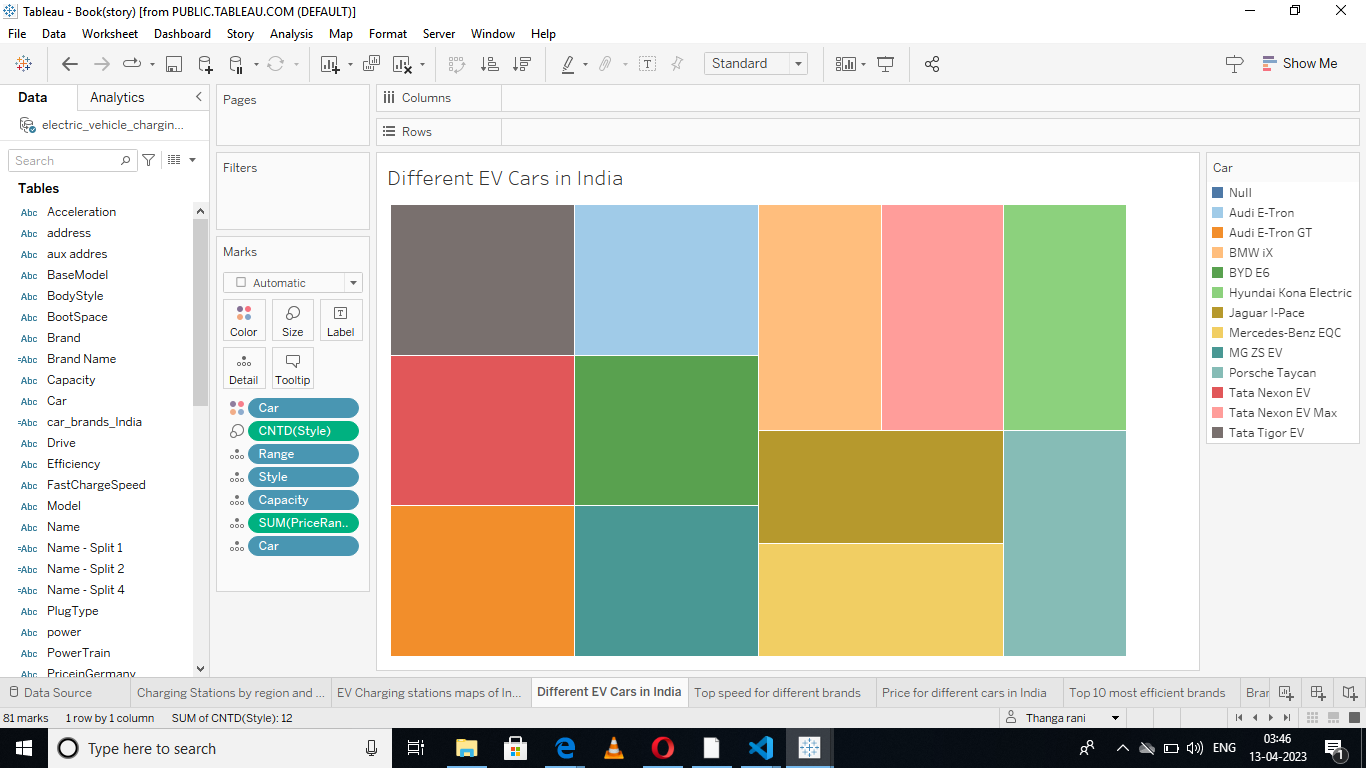 Tableau - Book(story) [from PUBLIC.TABLEAU.COM (DEFAULT)]
File Data Worksheet Dashboard Story Analysis Map Format Server Window Help
Standard
Show Me
Data Analytics
electric_vehicle_chargin...
Search
Tables
Abc Acceleration
Abc address
Abc aux addres
Abc BaseModel
Abc BodyStyle
Abc BootSpace
Abc Brand
=Abc Brand Name
Abc Capacity
Abc Car
=Abc car_brands_India
Abc Drive
Abc Efficiency
Abc FastChargeSpeed
Abc Model
Abc Name
=Abc Name - Split 1
=Abc Name - Split 2
=Abc Name - Split 4
Abc PlugType
Abc power
Abc PowerTrain
Abc PriceinGermany
Pages
Filters
Marks
Automatic
Color Size Label
Detail Tooltip
Car
CNTD(Style)
Range
Style
Capacity
SUM(PriceRan..
Car
Columns
Rows
Different EV Cars in India
Car
Null
Audi E-Tron
Audi E-Tron GT
BMW iX
BYD E6
Hyundai Kona Electric
Jaguar I-Pace
Mercedes-Benz EQC
MG ZS EV
Porsche Taycan
Tata Nexon EV
Tata Nexon EV Max
Tata Tigor EV
Data Source Charging Stations by region and ... EV Charging stations maps of In... Different EV Cars in India Top speed for different brands Price for different cars in India Top 10 most efficient brands Brar
81 marks 1 row by 1 column SUM of CNTD(Style): 12 Thanga rani
Type here to search
ENG
03:46
13-04-2023
1